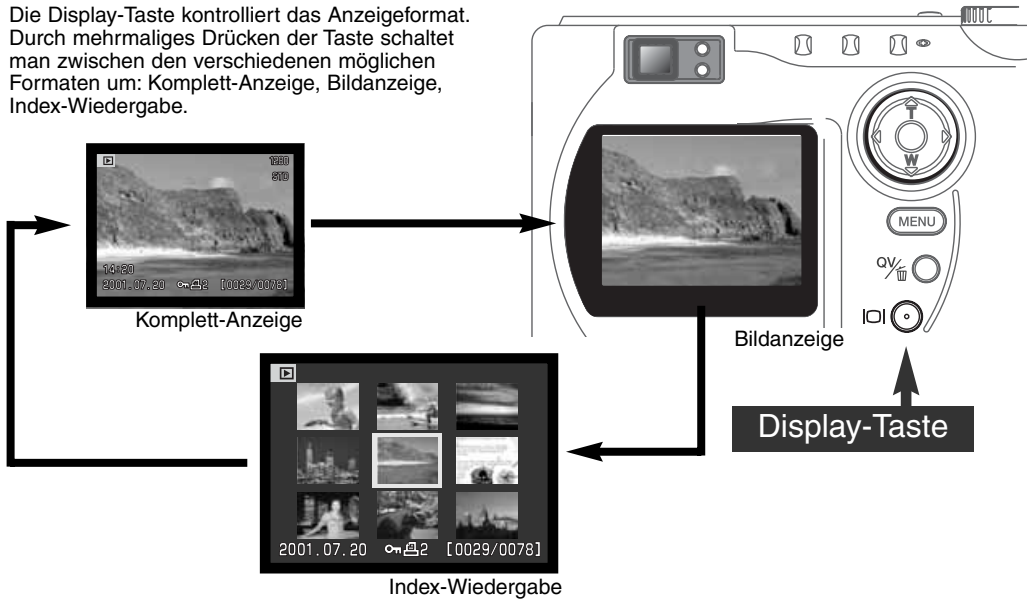 Die Display-Taste kontrolliert das Anzeigeformat.
Durch mehrmaliges Drücken der Taste schaltet
man zwischen den verschiedenen möglichen
Formaten um: Komplett-Anzeige, Bildanzeige,
Index-Wiedergabe.
1280
STD
14:20
2001.07.20 2 [0029/0078]
Komplett-Anzeige
T
W
MENU
QV/
Bildanzeige
Display-Taste
2001.07.20 2 [0029/0078]
Index-Wiedergabe